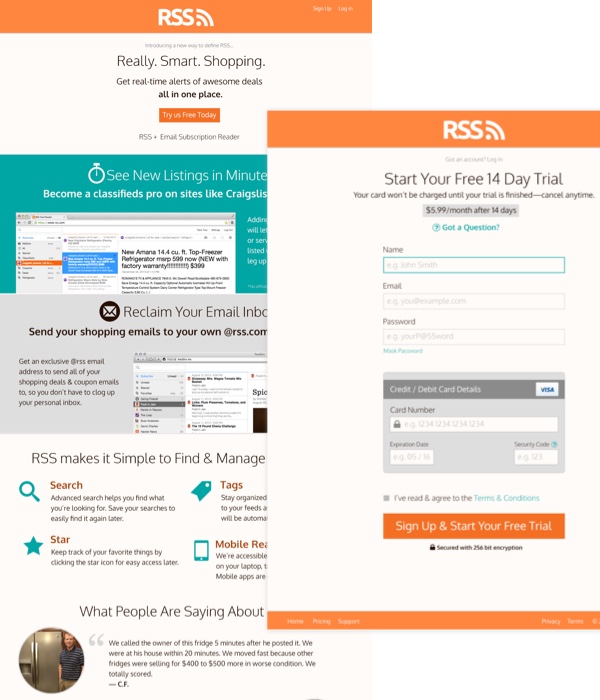 RSS
Sign Up Log in
Introducing a new way to define RSS...
Really. Smart. Shopping.
Get real-time alerts of awesome deals
all in one place.
Try us Free Today
RSS + Email Subscription Reader
See New Listings in Minute
Become a classifieds pro on sites like Craigslis
New Amana 14.4 cu. ft. Top-Freezer
Refrigerator msrp 599 now (NEW with
factory warranty!!!!!!!!!!!) $399
Adding
will let
or serv
listed
leg up
Reclaim Your Email Inbo
Send your shopping emails to your own @rss.com
Get an exclusive @rss email
address to send all of your
shopping deals & coupon emails
to, so you don't have to clog up
your personal inbox.
Spic
RSS makes it Simple to Find & Manage
Search
Advanced search helps you find what
you're looking for. Save your searches to
easily find it again later.
Tags
Stay organized
to your feeds a
will be automa
Star
Keep track of your favorite things by
clicking the star icon for easy access later.
Mobile Rea
We're accessible
on your laptop, t
Mobile apps are
What People Are Saying About
We called the owner of this fridge 5 minutes after he posted it. We
were at his house within 20 minutes. We moved fast because other
fridges were selling for $400 to $500 more in worse condition. We
totally scored.
— C.F.
RSS
Got an account? Log in
Start Your Free 14 Day Trial
Your card won't be charged until your trial is finished—cancel anytime.
$5.99/month after 14 days
Got a Question?
Name
e.g. John Smith
Email
e.g. you@example.com
Password
e.g. yourP@55word
Mask Password
Credit / Debit Card Details
VISA
Card Number
e.g. 1234 1234 1234 1234
Expiration Date
Security Code
e.g. 05 / 16
e.g. 123
I've read & agree to the Terms & Conditions
Sign Up & Start Your Free Trial
Secured with 256 bit encryption
Home Pricing Support
Privacy Terms ©